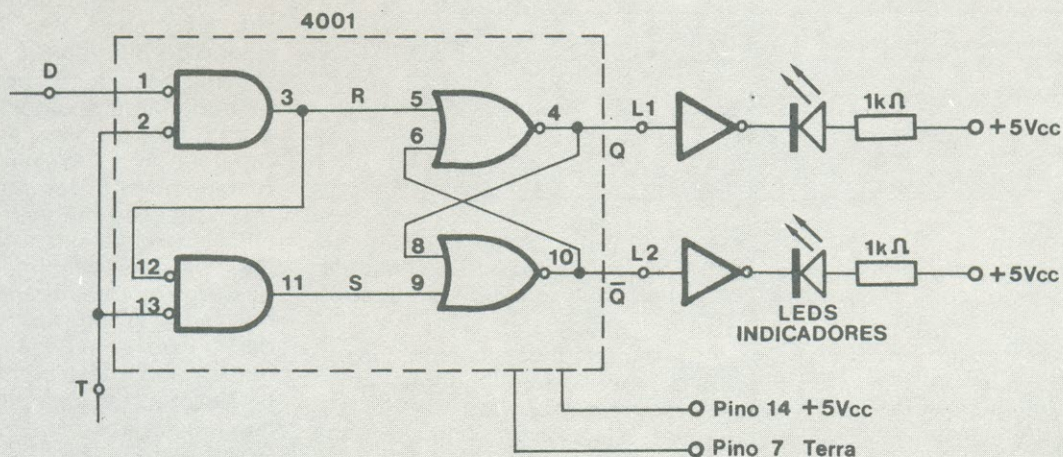 4001
D
1
2
3
R
5
6
4
L1
Q
1kΩ
+5Vcc
12
13
11
S
8
9
10
L2
Q̅
1kΩ
+5Vcc
LEDS
INDICADORES
T
Pino 14 +5Vcc
Pino 7 Terra